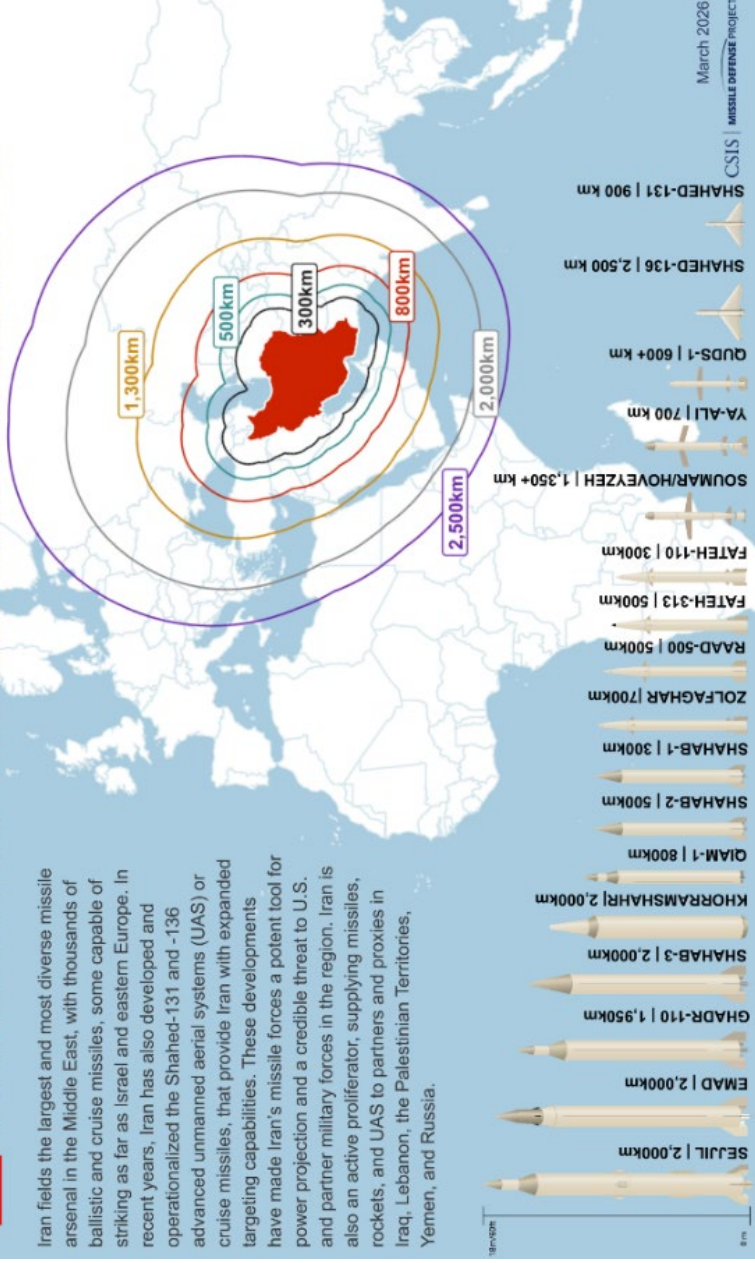 Iran fields the largest and most diverse missile
arsenal in the Middle East, with thousands of
ballistic and cruise missiles, some capable of
striking as far as Israel and eastern Europe. In
recent years, Iran has also developed and
operationalized the Shahed-131 and -136
advanced unmanned aerial systems (UAS) or
cruise missiles, that provide Iran with expanded
targeting capabilities. These developments
have made Iran's missile forces a potent tool for
power projection and a credible threat to U.S.
and partner military forces in the region. Iran is
also an active proliferator, supplying missiles,
rockets, and UAS to partners and proxies in
Iraq, Lebanon, the Palestinian Territories,
Yemen, and Russia.
1,300km
500km
300km
800km
2,000km
2,500km
18m/60ft
0 m
SEJJIL | 2,000km
EMAD | 2,000km
GHADR-110 | 1,950km
SHAHAB-3 | 2,000km
KHORRAMSHAHR| 2,000km
QIAM-1 | 800km
SHAHAB-2 | 500km
SHAHAB-1 | 300km
ZOLFAGHAR |700km
RAAD-500 | 500km
FATEH-313 | 500km
FATEH-110 | 300km
SOUMAR/HOVEYZEH | 1,350+ km
YA-ALI | 700 km
QUDS-1 | 600+ km
SHAHED-136 | 2,500 km
SHAHED-131 | 900 km
March 2026
CSIS | MISSILE DEFENSE PROJECT